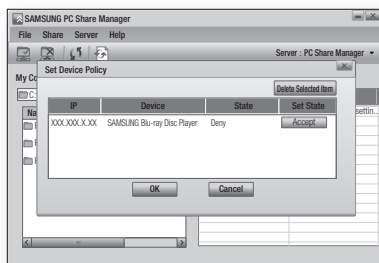 SAMSUNG PC Share Manager
File Share Server Help
Server : PC Share Manager
Set Device Policy
My Co
Delete Selected Item
C:
IP Device State Set State
Na
settin..
XXX.XXX.X.XX SAMSUNG Blu-ray Disc Player Deny Accept
OK Cancel